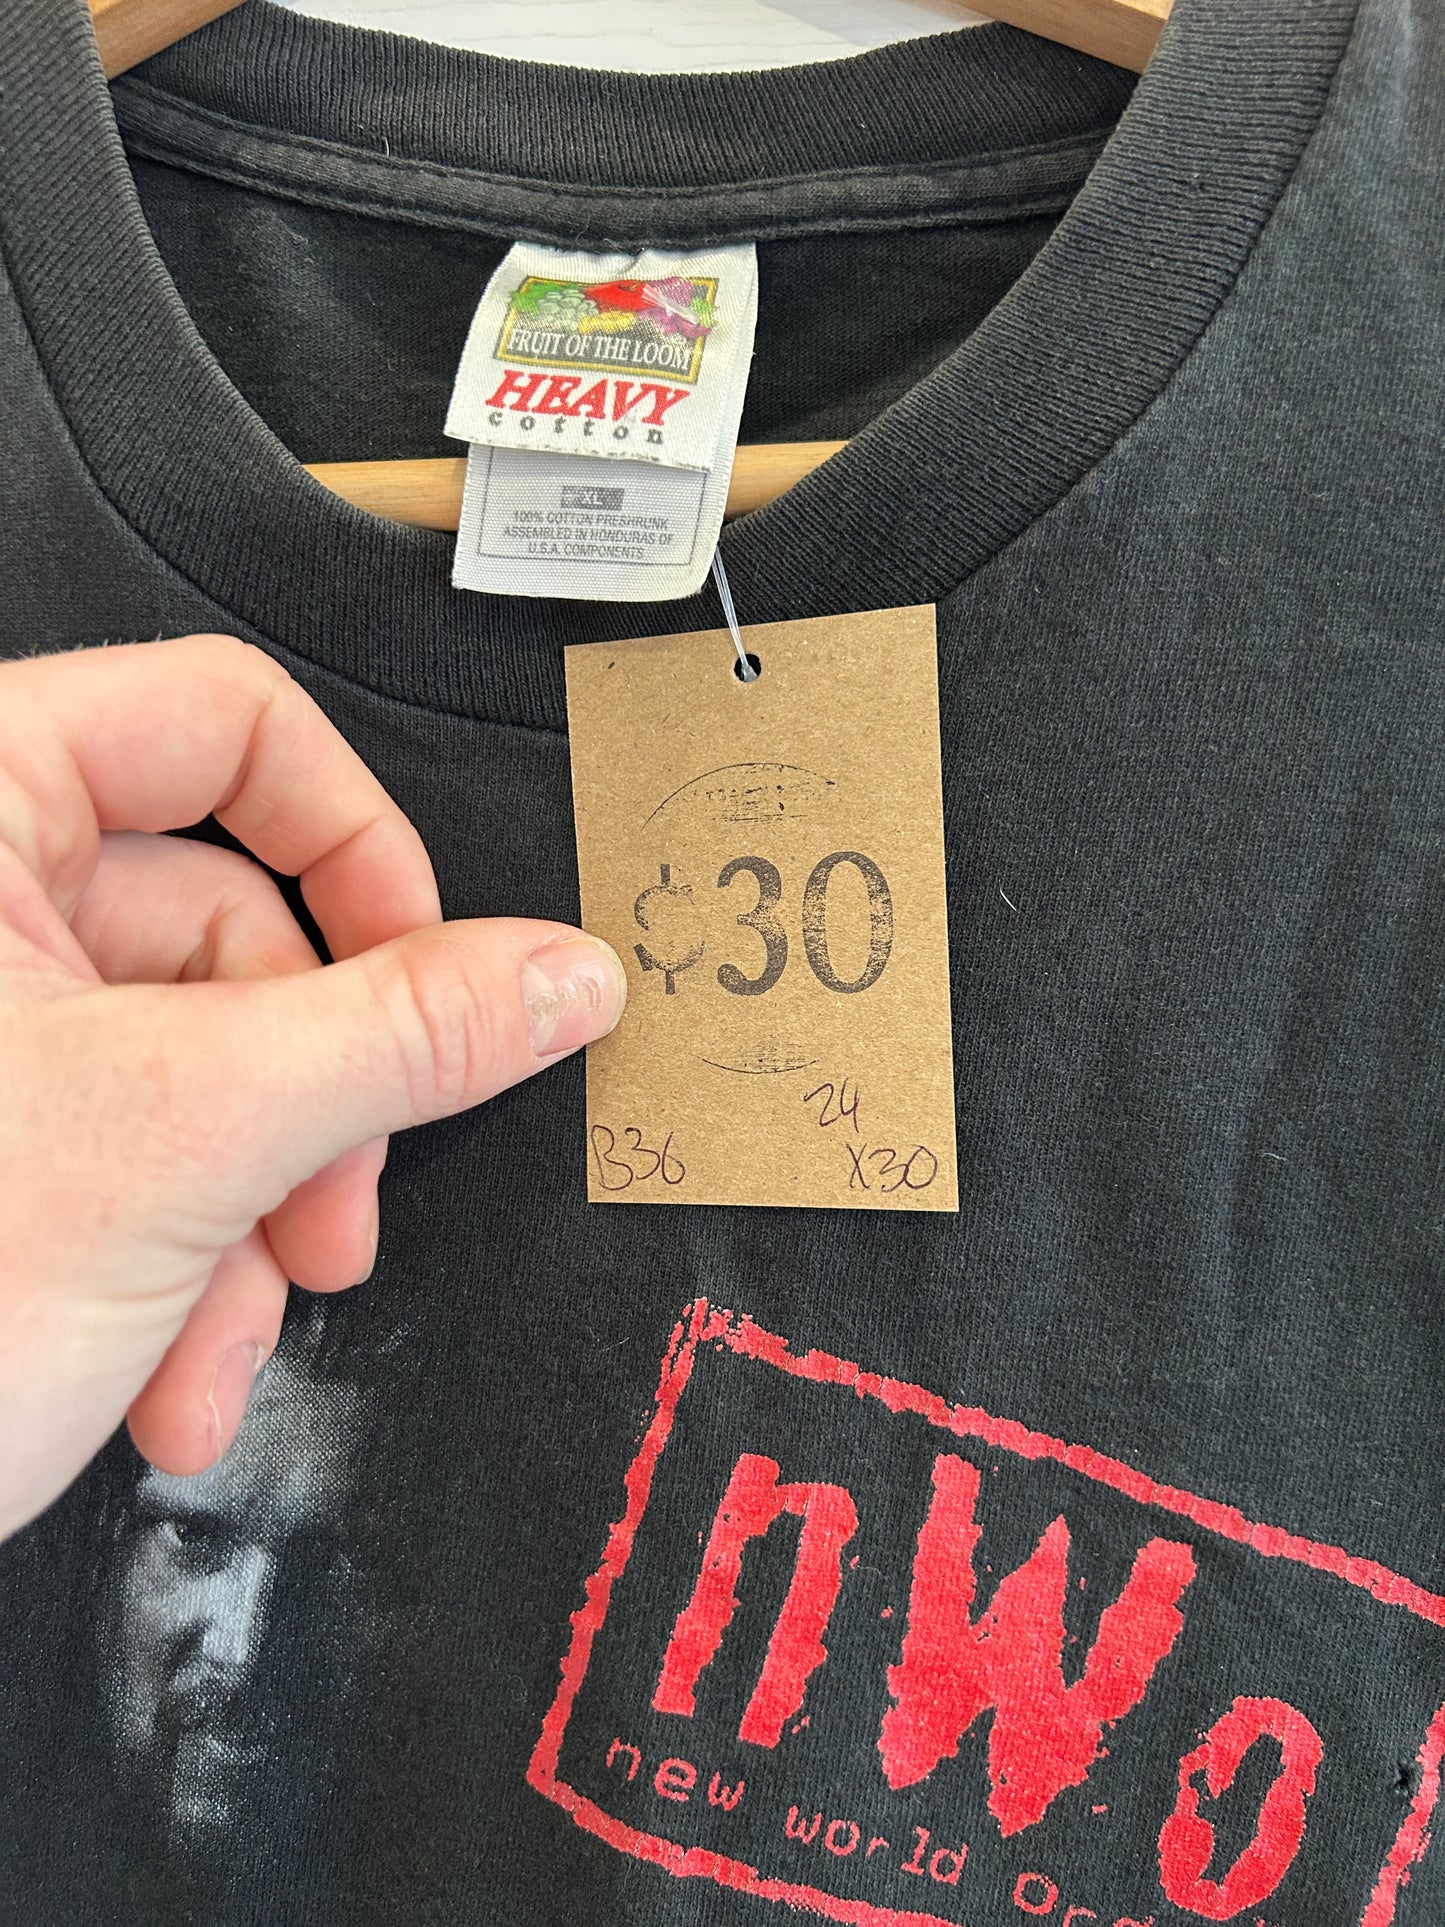 FRUIT OF THE LOOM
HEAVY
cotton
XL
100% COTTON PRESHRUNK
ASSEMBLED IN HONDURAS OF
U.S.A. COMPONENTS
$30
24
B36 X30
nWo
new world ord